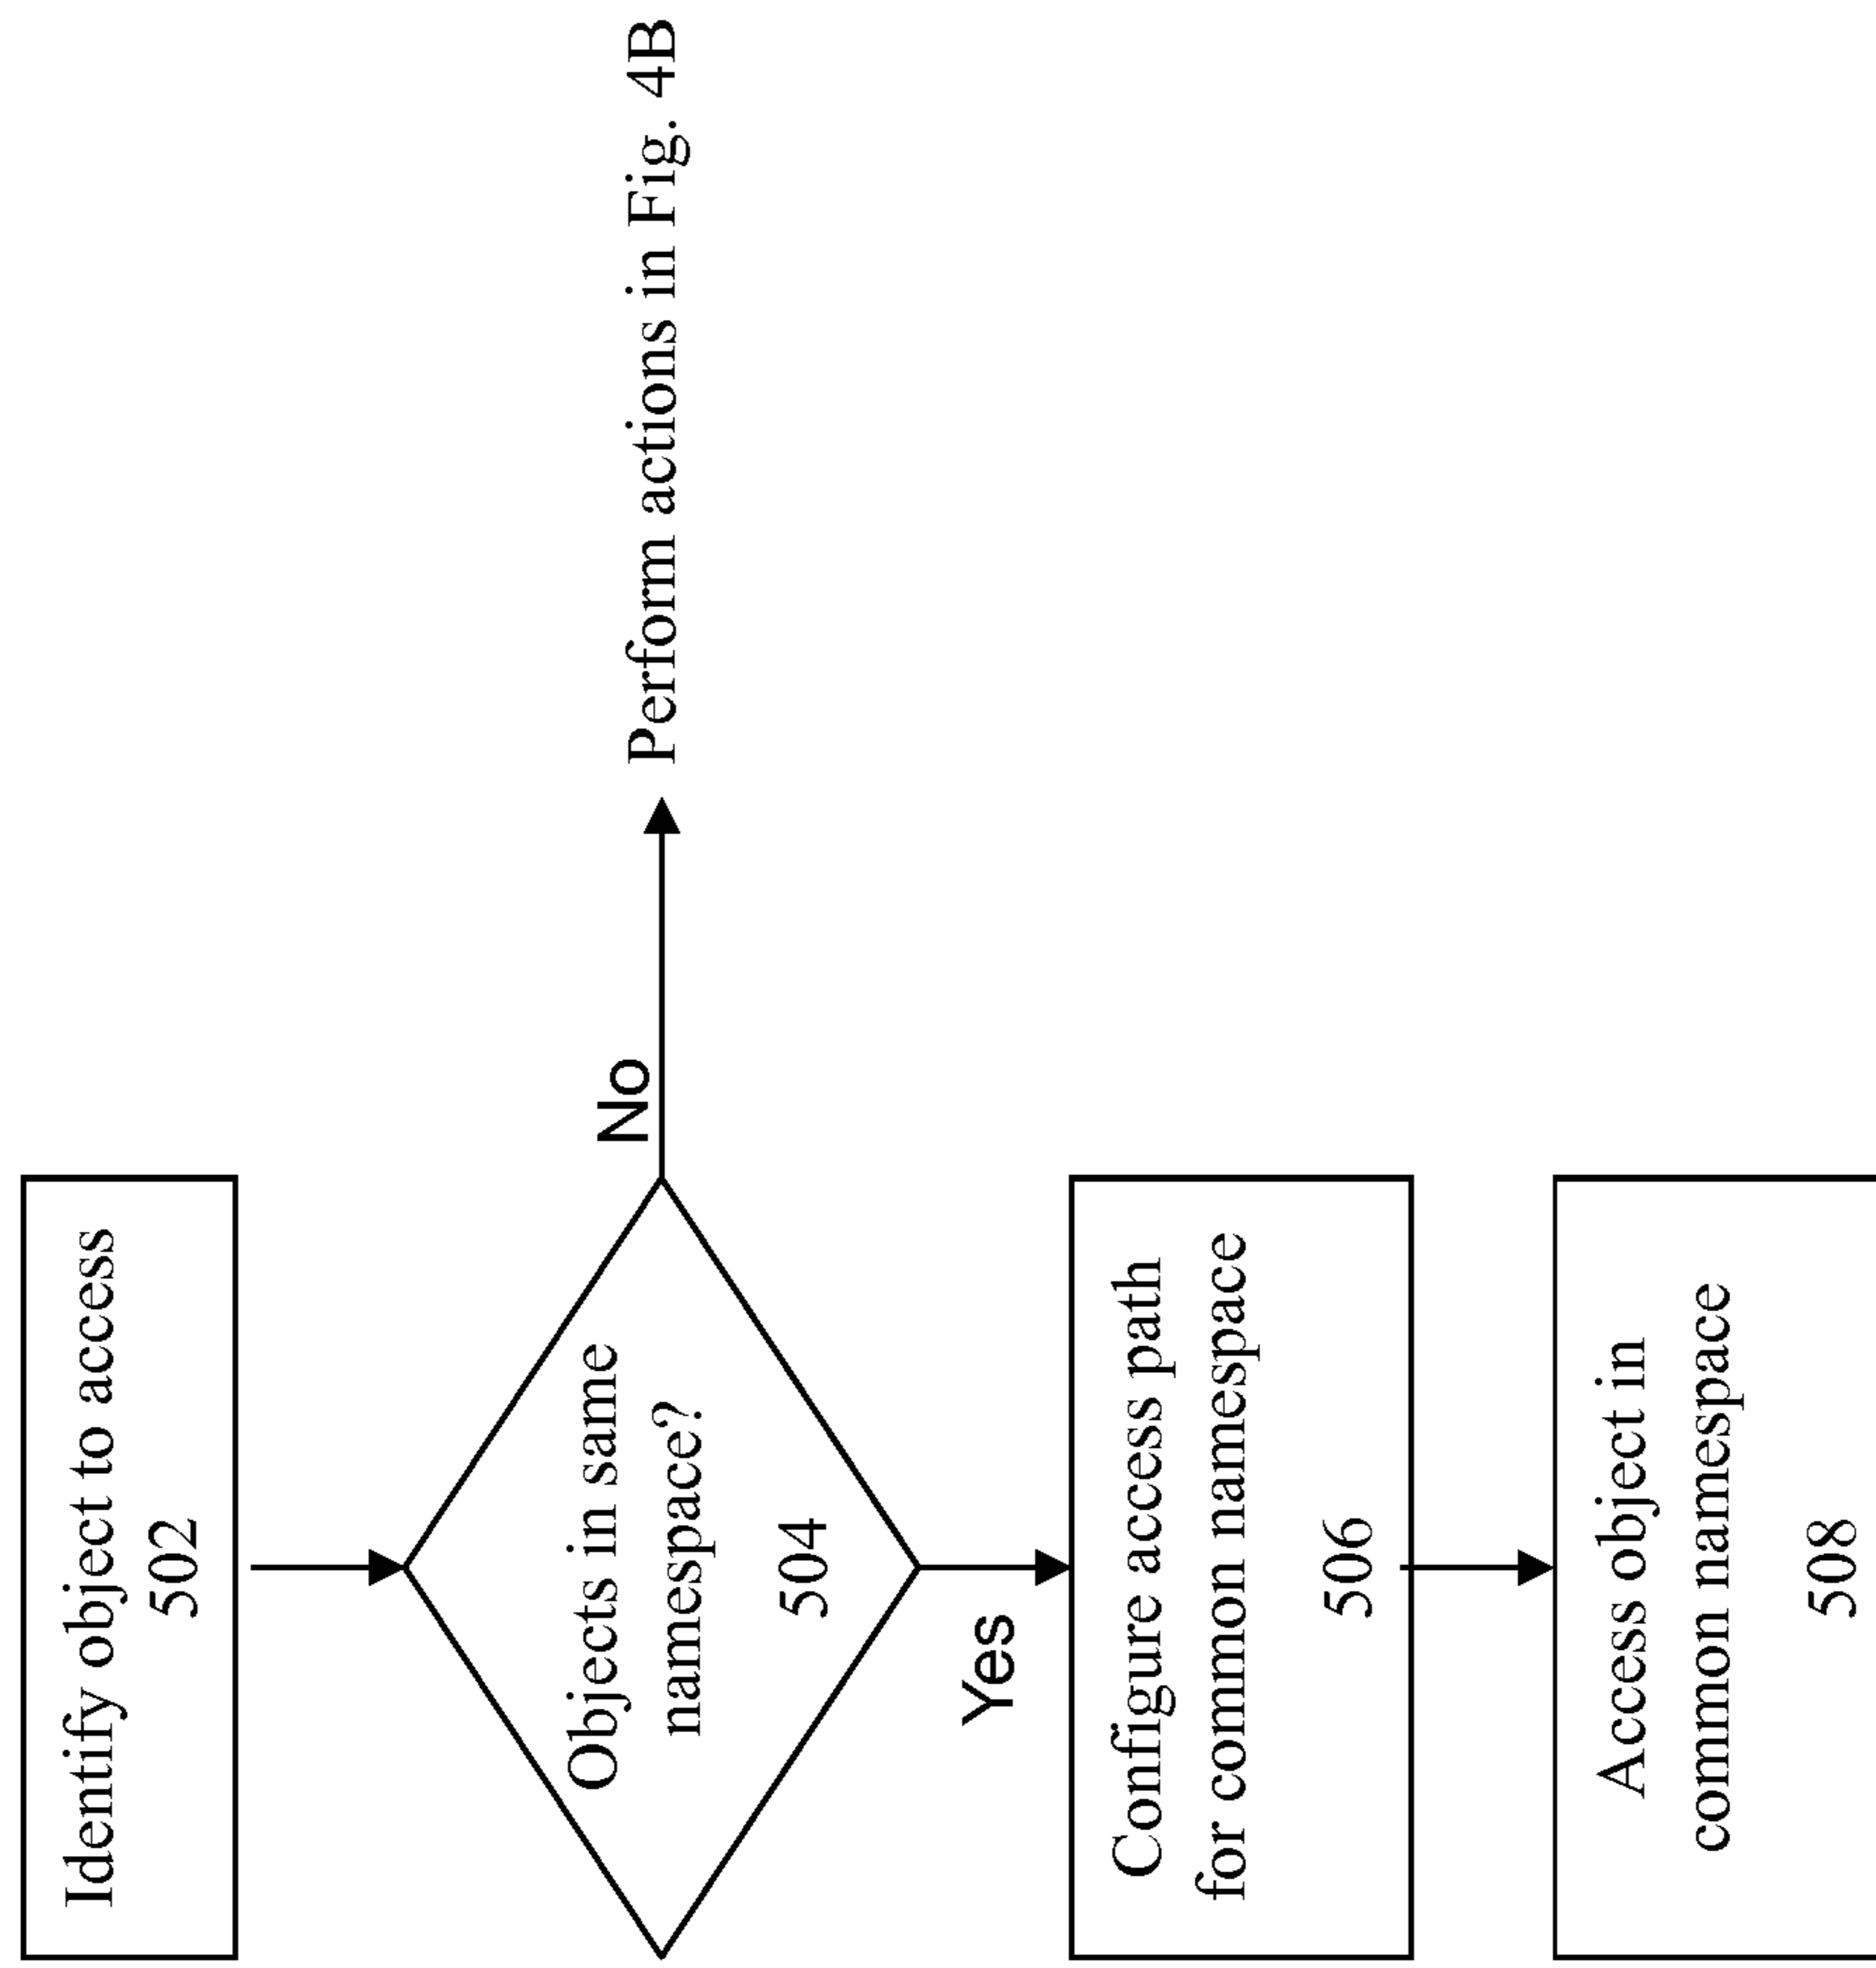 Identify object to access
502
Objects in same
namespace?
504
No
Perform actions in Fig. 4B
Yes
Configure access path
for common namespace
506
Access object in
common namespace
508